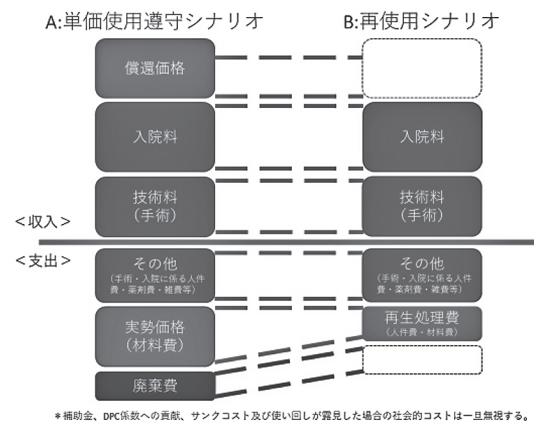 A:単価使用遵守シナリオ
B:再使用シナリオ
償還価格
入院料
入院料
技術料
(手術)
技術料
(手術)
＜収入＞
＜支出＞
その他
(手術・入院に係る人件
費・薬剤費・雑費等)
その他
(手術・入院に係る人件
費・薬剤費・雑費等)
実勢価格
(材料費)
再生処理費
(人件費・材料費)
廃棄費
＊補助金、DPC係数への貢献、サンクコスト及び使い回しが露見した場合の社会的コストは一旦無視する。